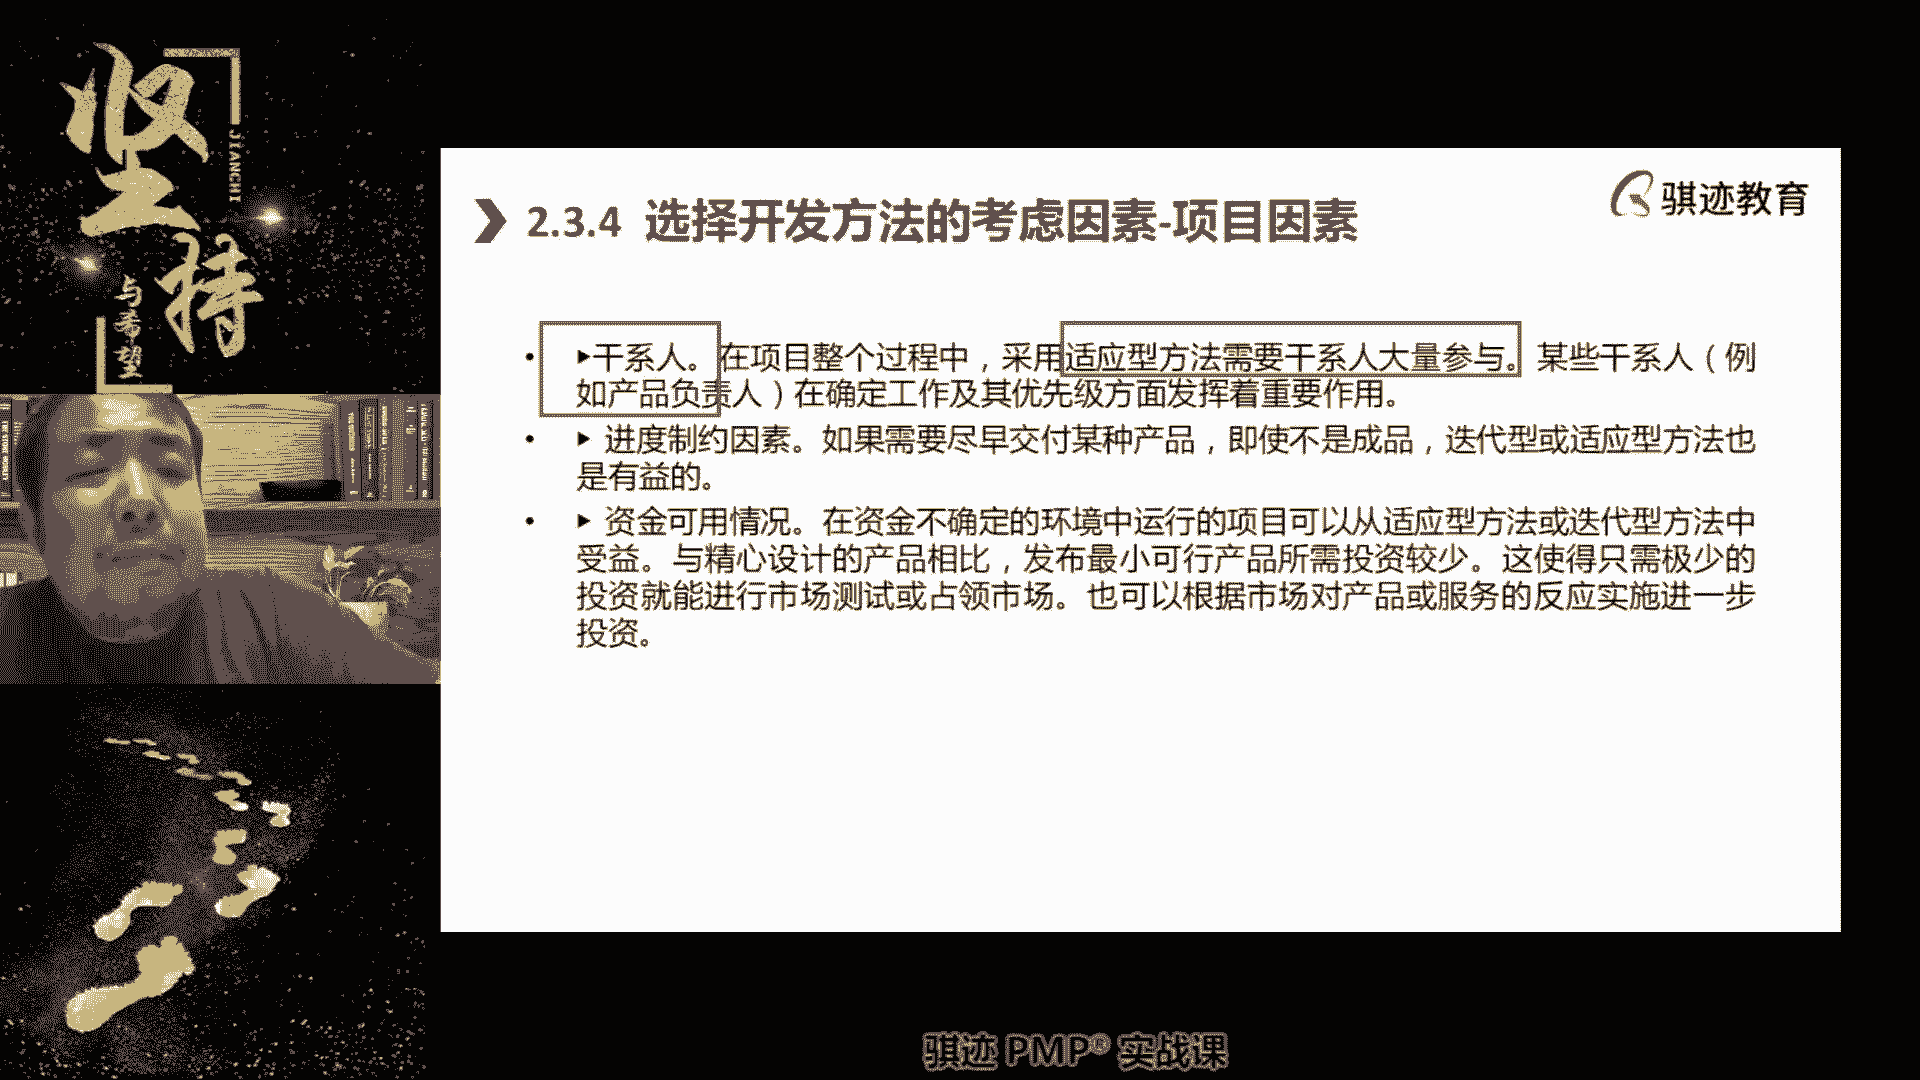 坚持
JIANCHI
与希望
骐迹教育
2.3.4 选择开发方法的考虑因素-项目因素
• ▶干系人。在项目整个过程中，采用适应型方法需要干系人大量参与。某些干系人（例
如产品负责人）在确定工作及其优先级方面发挥着重要作用。
• ▶ 进度制约因素。如果需要尽早交付某种产品，即使不是成品，迭代型或适应型方法也
是有益的。
• ▶ 资金可用情况。在资金不确定的环境中运行的项目可以从适应型方法或迭代型方法中
受益。与精心设计的产品相比，发布最小可行产品所需投资较少。这使得只需极少的
投资就能进行市场测试或占领市场。也可以根据市场对产品或服务的反应实施进一步
投资。
骐迹 PMP® 实战课